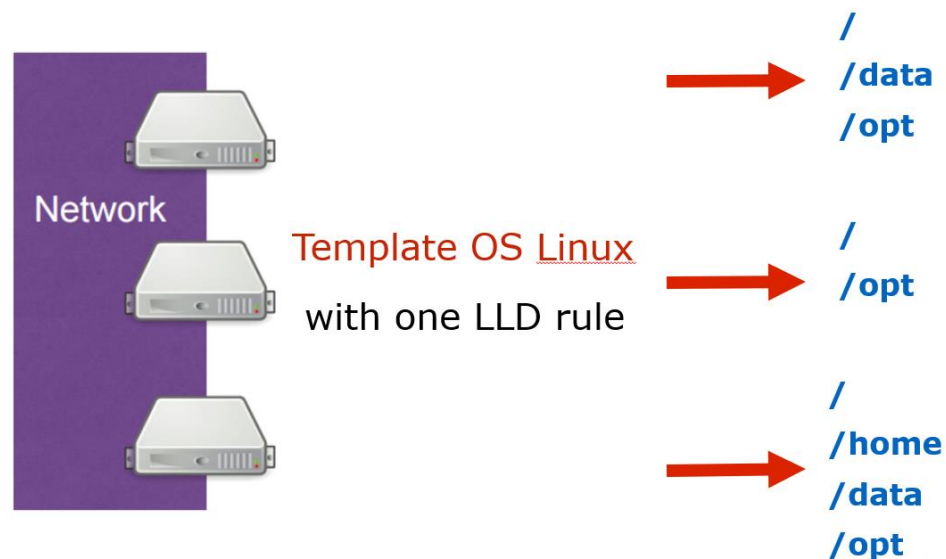 Network
Template OS Linux
with one LLD rule
/
/data
/opt
/
/opt
/
/home
/data
/opt